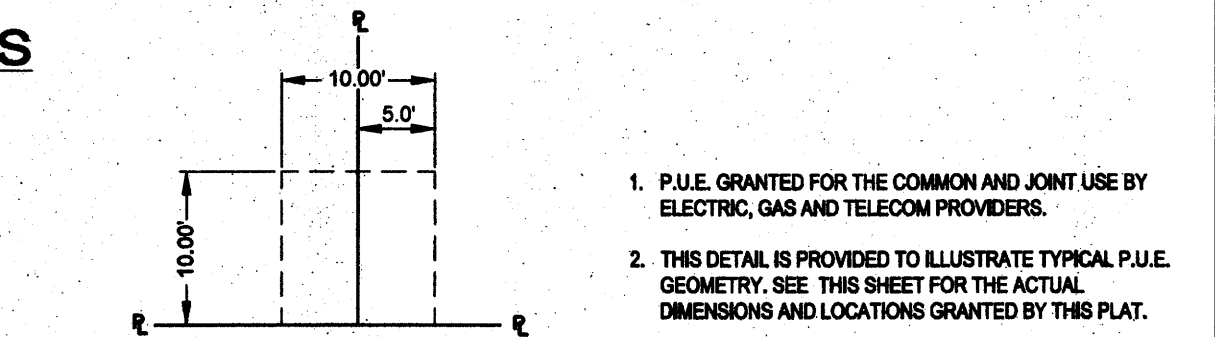 S
℄
10.00'
5.0'
10.00'
℄
℄
1. P.U.E. GRANTED FOR THE COMMON AND JOINT USE BY
ELECTRIC, GAS AND TELECOM PROVIDERS.
2. THIS DETAIL IS PROVIDED TO ILLUSTRATE TYPICAL P.U.E.
GEOMETRY. SEE THIS SHEET FOR THE ACTUAL
DIMENSIONS AND LOCATIONS GRANTED BY THIS PLAT.